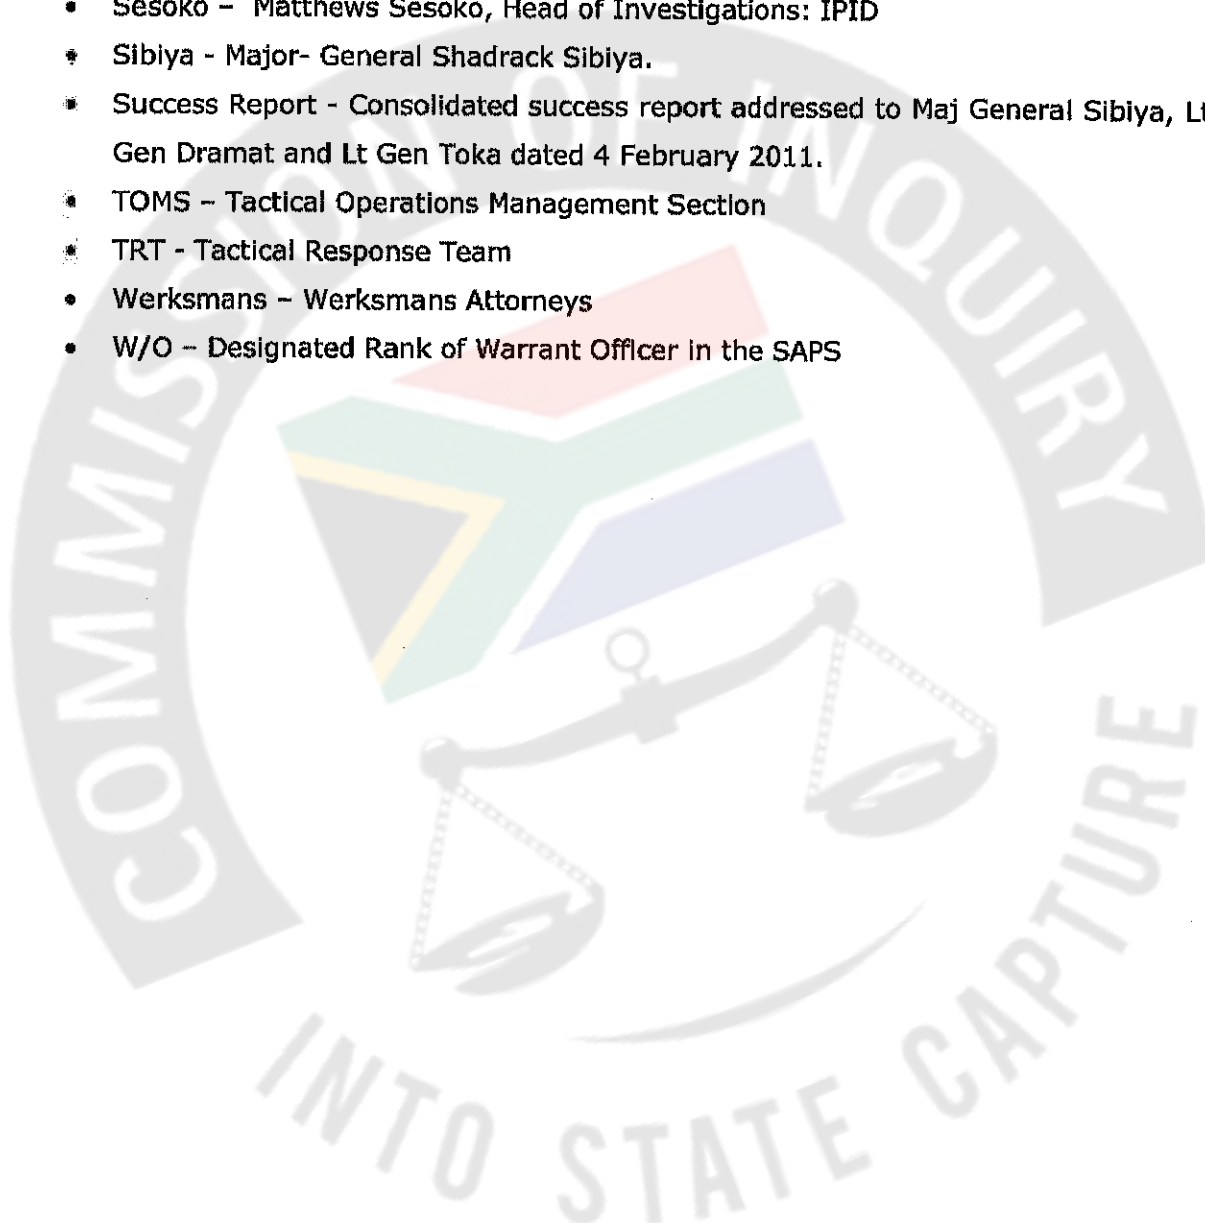 • Sesoko – Matthews Sesoko, Head of Investigations: IPID
• Sibiya - Major- General Shadrack Sibiya.
• Success Report - Consolidated success report addressed to Maj General Sibiya, Lt
Gen Dramat and Lt Gen Toka dated 4 February 2011.
• TOMS – Tactical Operations Management Section
• TRT - Tactical Response Team
• Werksmans – Werksmans Attorneys
• W/O – Designated Rank of Warrant Officer in the SAPS
COMMISSION OF INQUIRY
INTO STATE CAPTURE